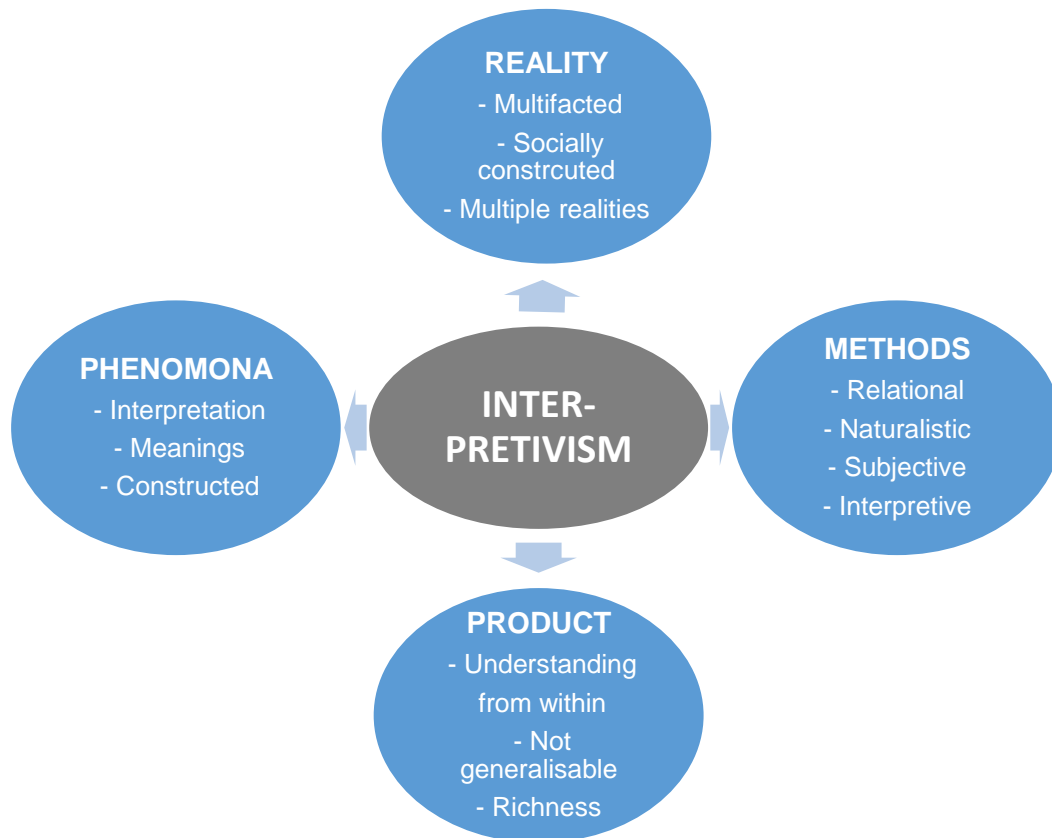 REALITY
- Multifacted
- Socially
constrcuted
- Multiple realities
PHENOMONA
- Interpretation
- Meanings
- Constructed
INTER-
PRETIVISM
METHODS
- Relational
- Naturalistic
- Subjective
- Interpretive
PRODUCT
- Understanding
from within
- Not
generalisable
- Richness